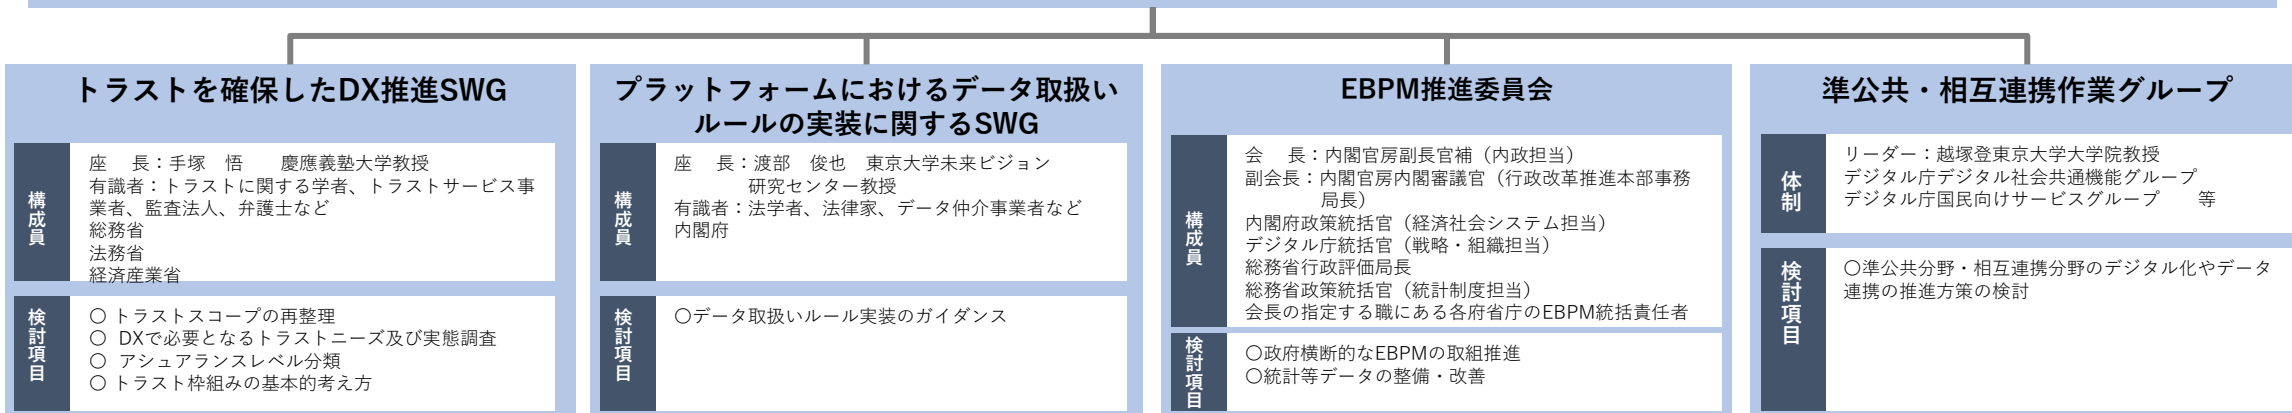 トラストを確保したDX推進SWG
構成員
座　長：手塚　悟　　慶應義塾大学教授
有識者：トラストに関する学者、トラストサービス事
業者、監査法人、弁護士など
総務省
法務省
経済産業省
検討項目
〇 トラストスコープの再整理
〇 DXで必要となるトラストニーズ及び実態調査
〇 アシュアランスレベル分類
〇 トラスト枠組みの基本的考え方
プラットフォームにおけるデータ取扱い
ルールの実装に関するSWG
構成員
座　長：渡部　俊也　東京大学未来ビジョン
研究センター教授
有識者：法学者、法律家、データ仲介事業者など
内閣府
検討項目
〇データ取扱いルール実装のガイダンス
EBPM推進委員会
構成員
会　長：内閣官房副長官補（内政担当）
副会長：内閣官房内閣審議官（行政改革推進本部事務
局長）
内閣府政策統括官（経済社会システム担当）
デジタル庁統括官（戦略・組織担当）
総務省行政評価局長
総務省政策統括官（統計制度担当）
会長の指定する職にある各府省庁のEBPM統括責任者
検討項目
〇政府横断的なEBPMの取組推進
〇統計等データの整備・改善
準公共・相互連携作業グループ
体制
リーダー：越塚登東京大学大学院教授
デジタル庁デジタル社会共通機能グループ
デジタル庁国民向けサービスグループ　　等
検討項目
〇準公共分野・相互連携分野のデジタル化やデータ
連携の推進方策の検討